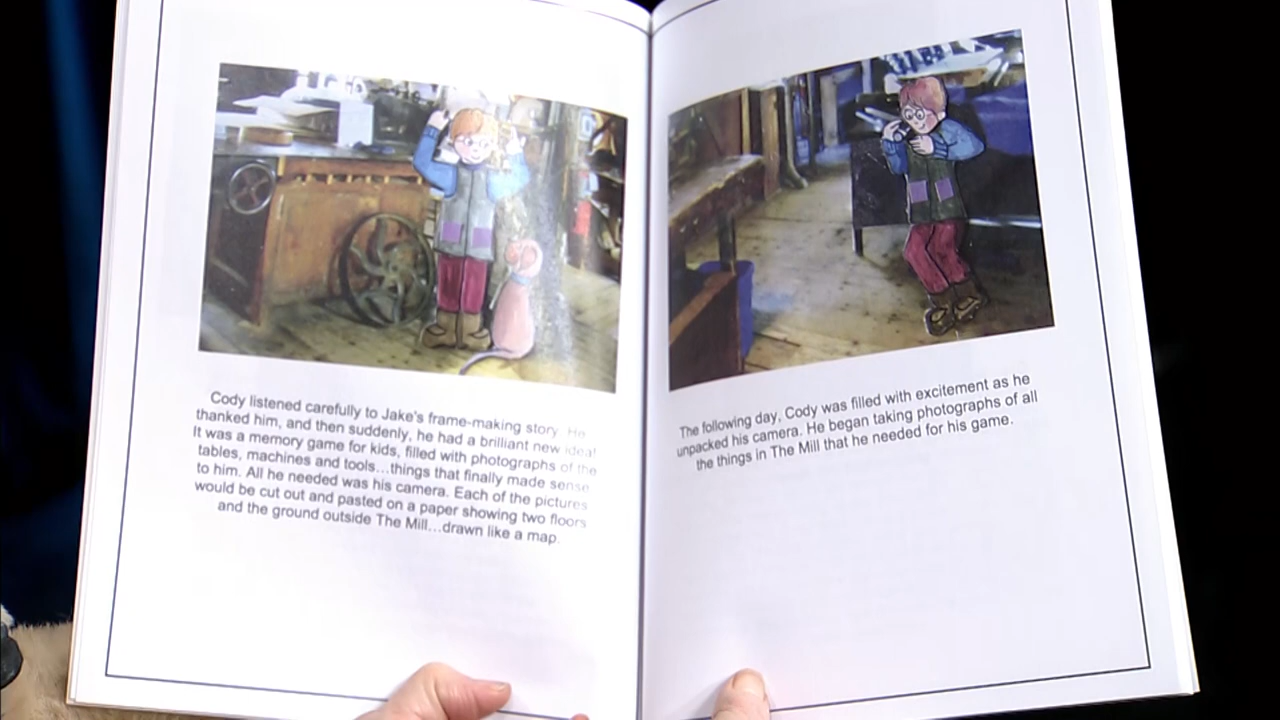 Cody listened carefully to Jake's frame-making story. He
thanked him, and then suddenly, he had a brilliant new idea!
It was a memory game for kids, filled with photographs of the
tables, machines and tools...things that finally made sense
to him. All he needed was his camera. Each of the pictures
would be cut out and pasted on a paper showing two floors
and the ground outside The Mill...drawn like a map.
The following day, Cody was filled with excitement as he
unpacked his camera. He began taking photographs of all
the things in The Mill that he needed for his game.